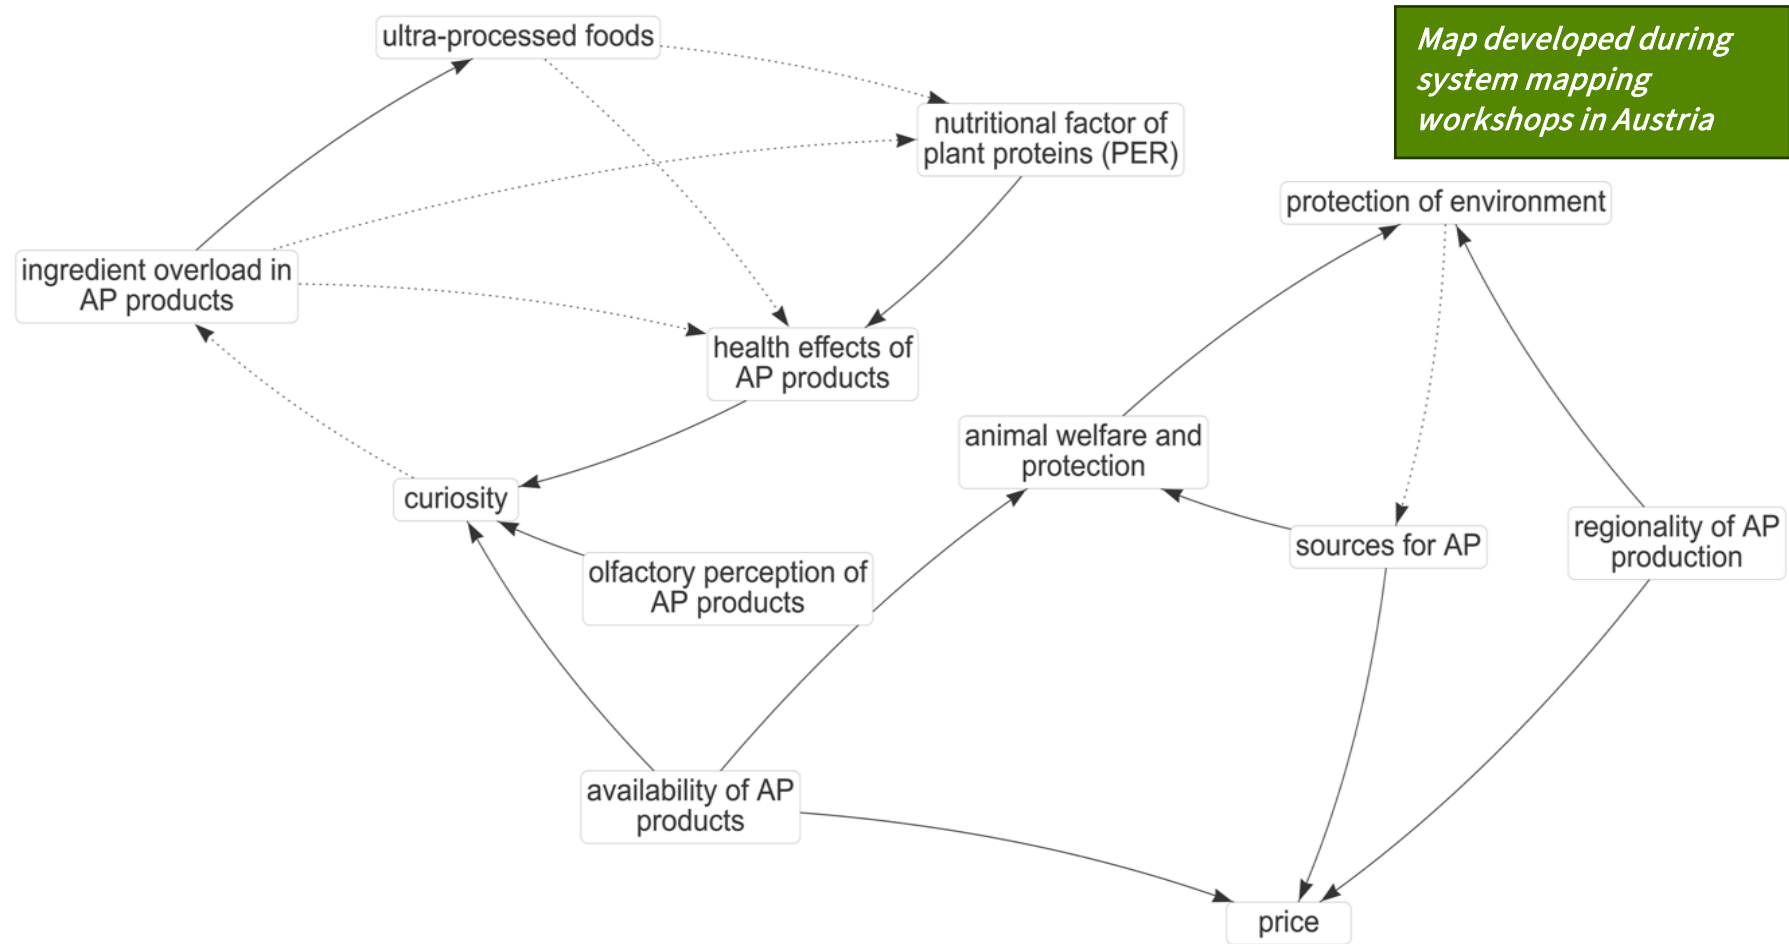 ultra-processed foods
Map developed during
system mapping
workshops in Austria
nutritional factor of
plant proteins (PER)
protection of environment
ingredient overload in
AP products
health effects of
AP products
animal welfare and
protection
curiosity
sources for AP
regionality of AP
production
olfactory perception of
AP products
availability of AP
products
price